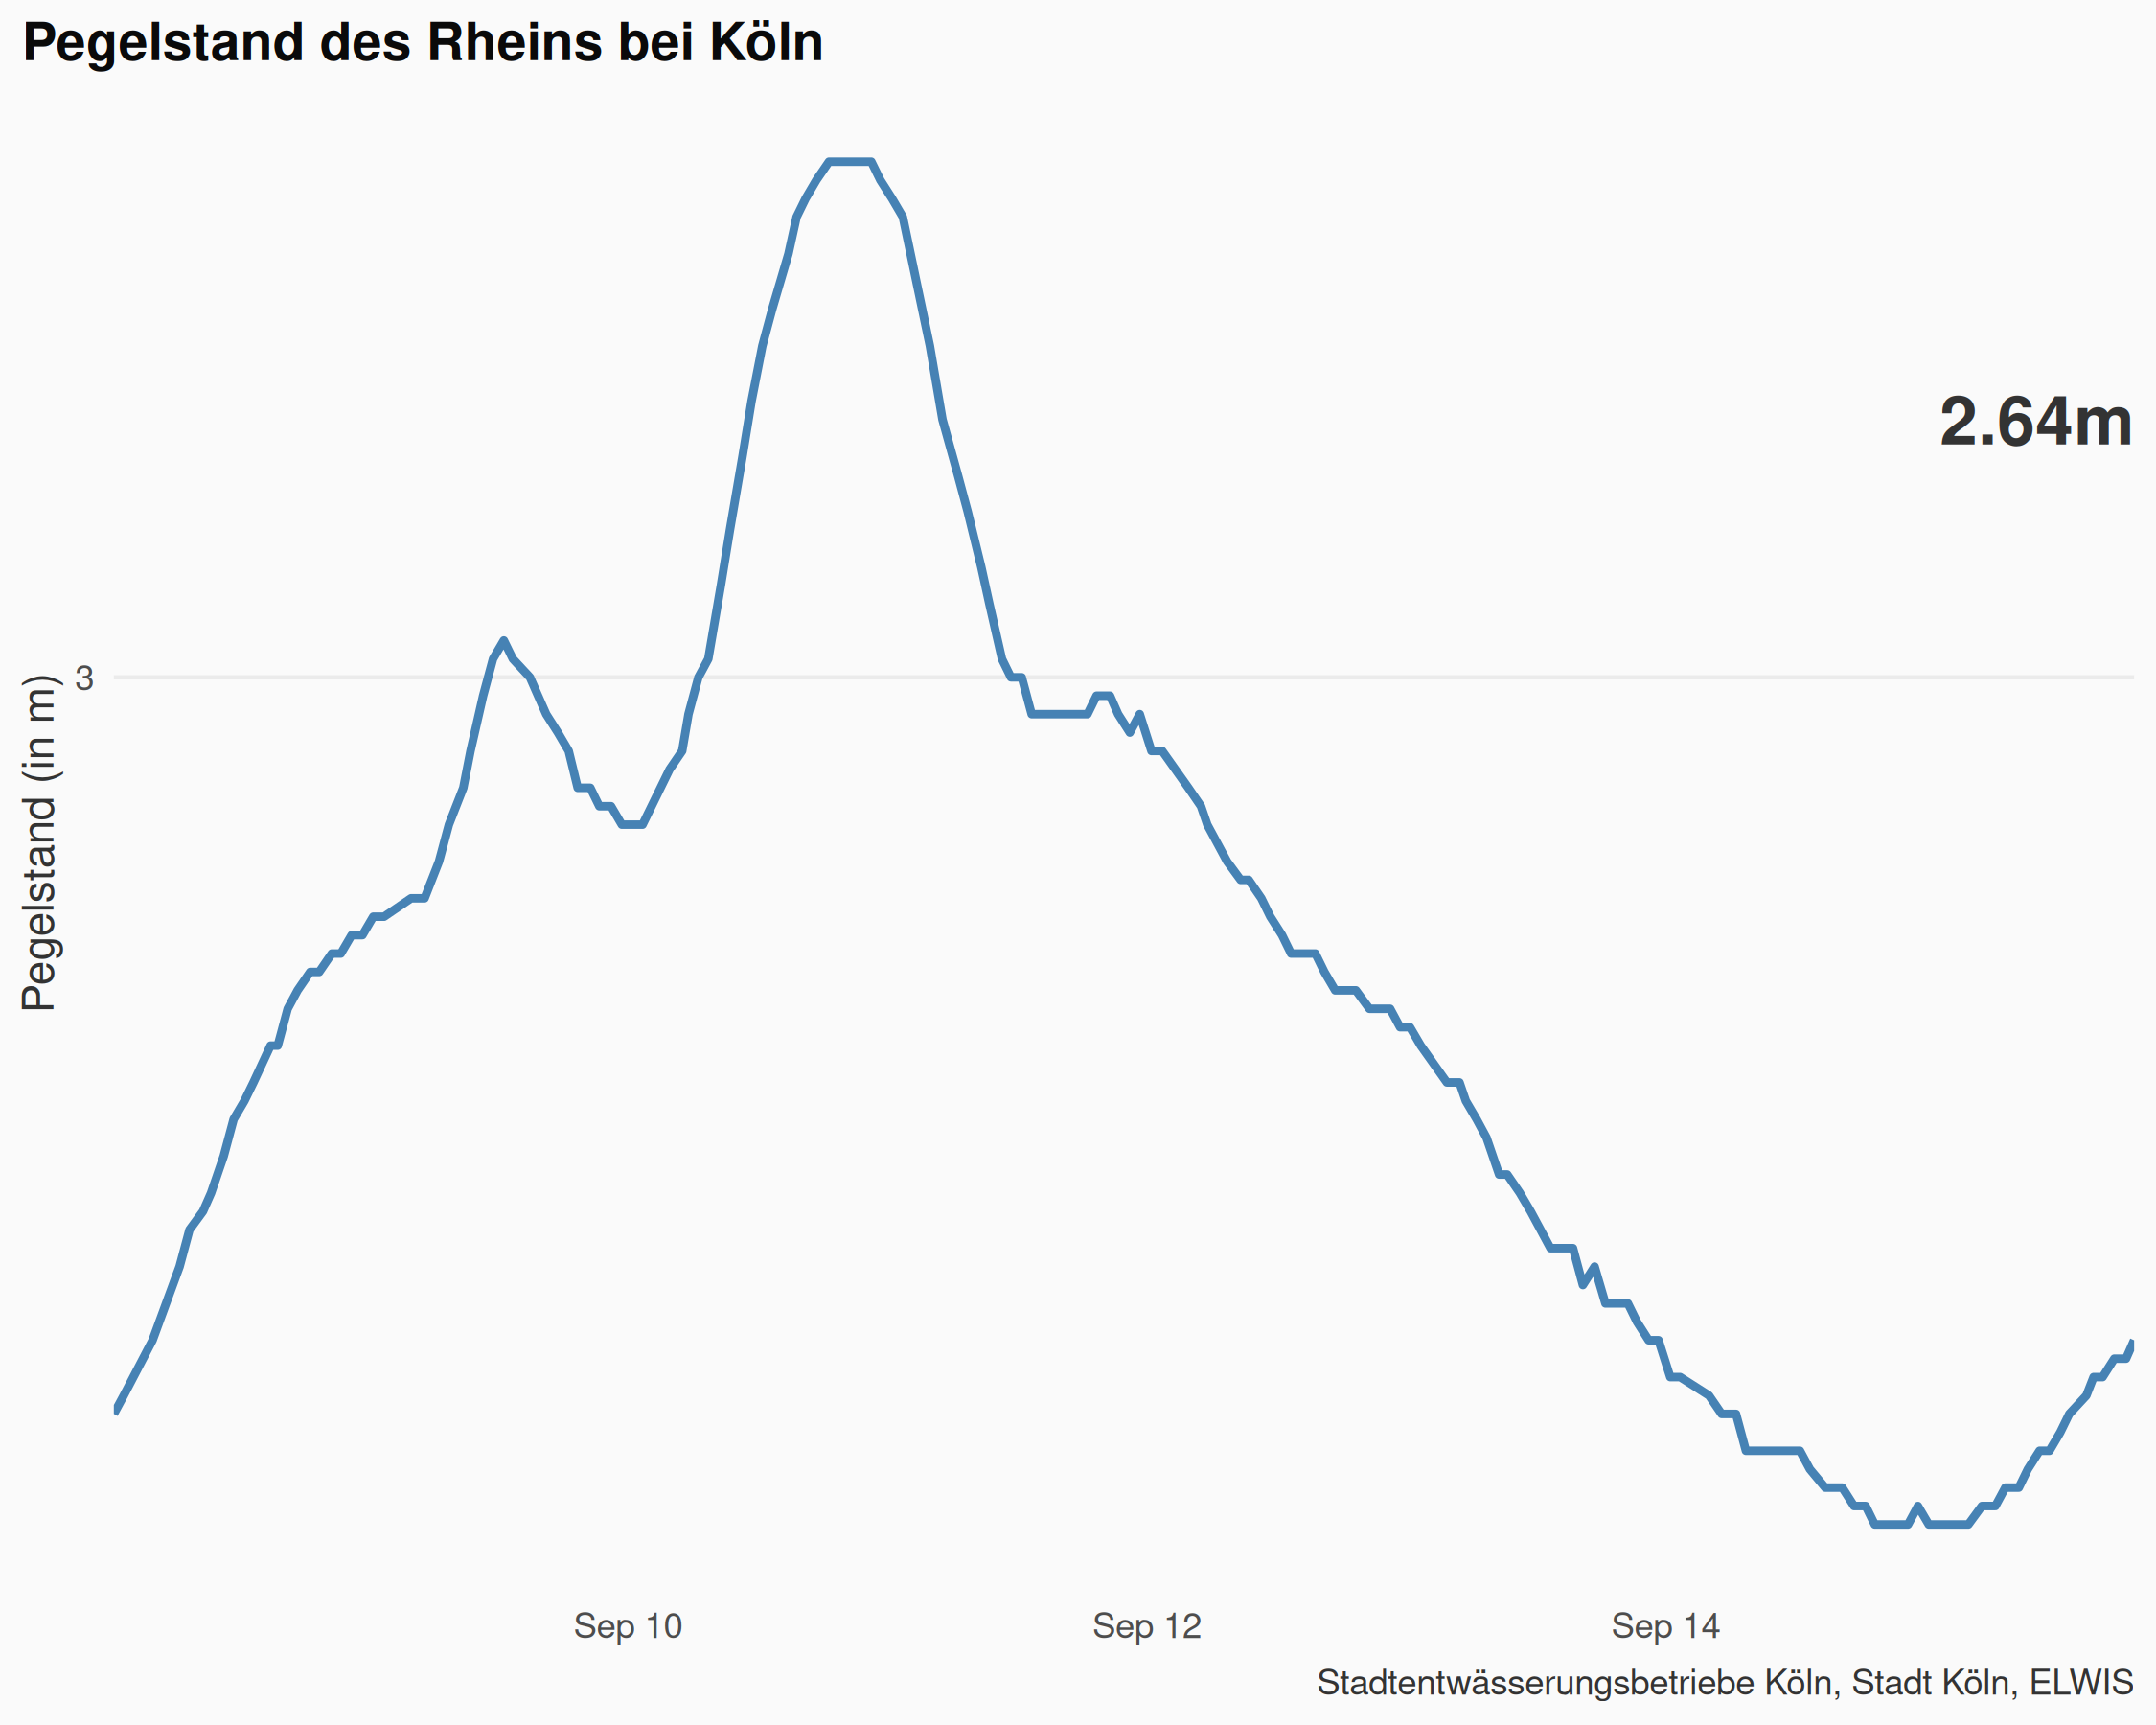 Pegelstand des Rheins bei Köln
2.64m
Pegelstand (in m)
3
Sep 10
Sep 12
Sep 14
Stadtentwässerungsbetriebe Köln, Stadt Köln, ELWIS